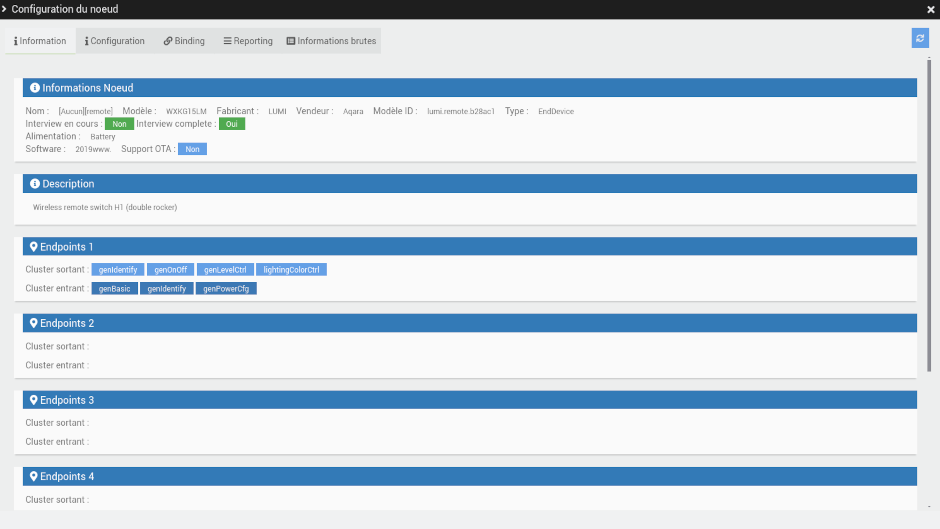 Configuration du noeud
Information Configuration Binding Reporting Informations brutes
Informations Noeud
Nom : [Aucun][remote] Modèle : WXKG15LM Fabricant : LUMI Vendeur : Aqara Modèle ID : lumi.remote.b28ac1 Type : EndDevice
Interview en cours : Non Interview complete : Oui
Alimentation : Battery
Software : 2019www. Support OTA : Non
Description
Wireless remote switch H1 (double rocker)
Endpoints 1
Cluster sortant : genIdentify genOnOff genLevelCtrl lightingColorCtrl
Cluster entrant : genBasic genIdentify genPowerCfg
Endpoints 2
Cluster sortant :
Cluster entrant :
Endpoints 3
Cluster sortant :
Cluster entrant :
Endpoints 4
Cluster sortant :